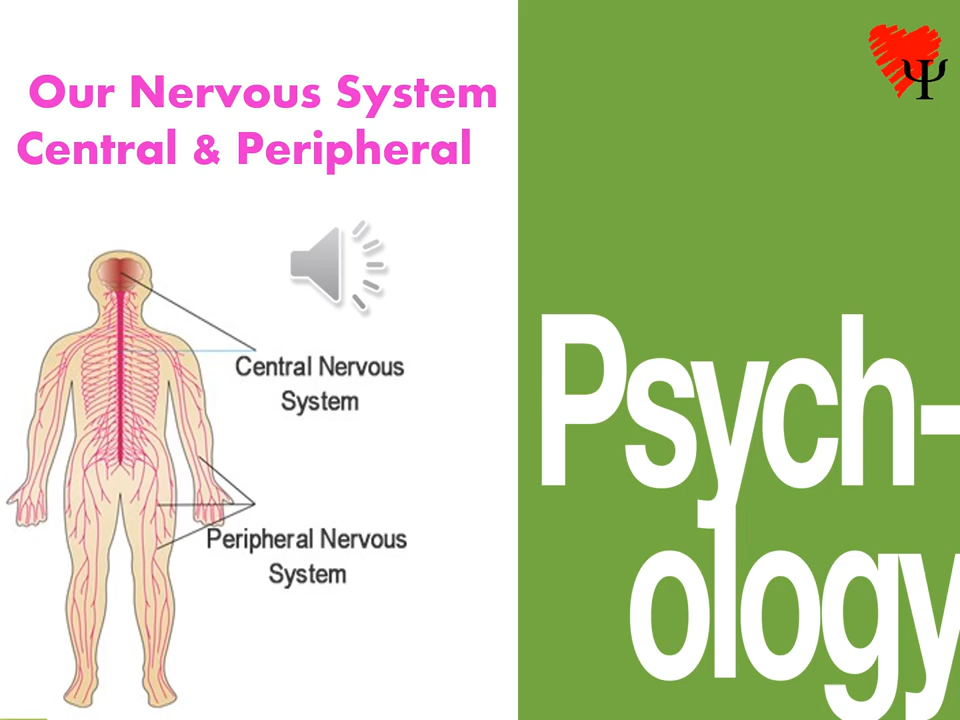 Our Nervous System
Central & Peripheral
Central Nervous
System
Peripheral Nervous
System
Ψ
Psych-
ology